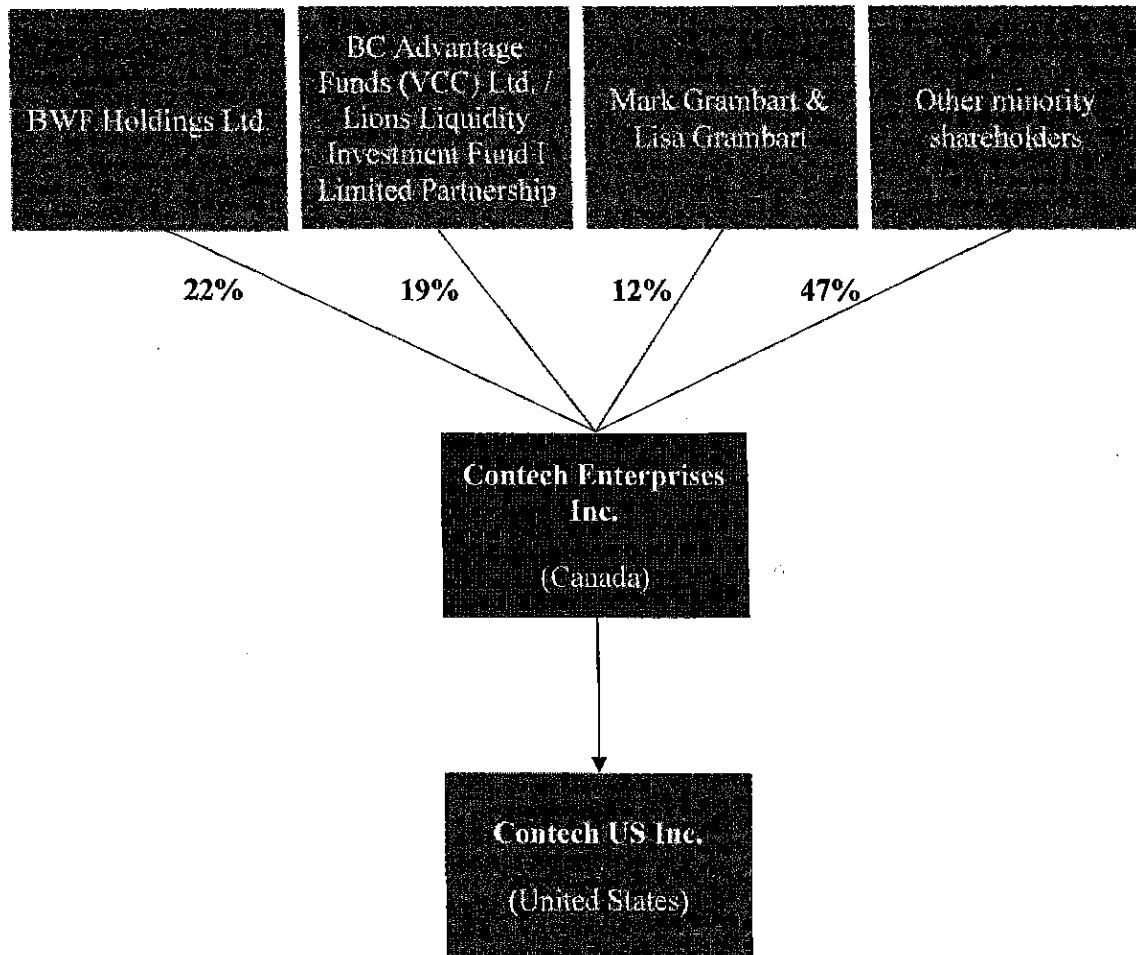 BWF Holdings Ltd
BC Advantage
Funds (VCC) Ltd. /
Lions Liquidity
Investment Fund I
Limited Partnership
Mark Grambart &
Lisa Grambart
Other minority
shareholders
22%
19%
12%
47%
Contech Enterprises
Inc.
(Canada)
Contech US Inc.
(United States)